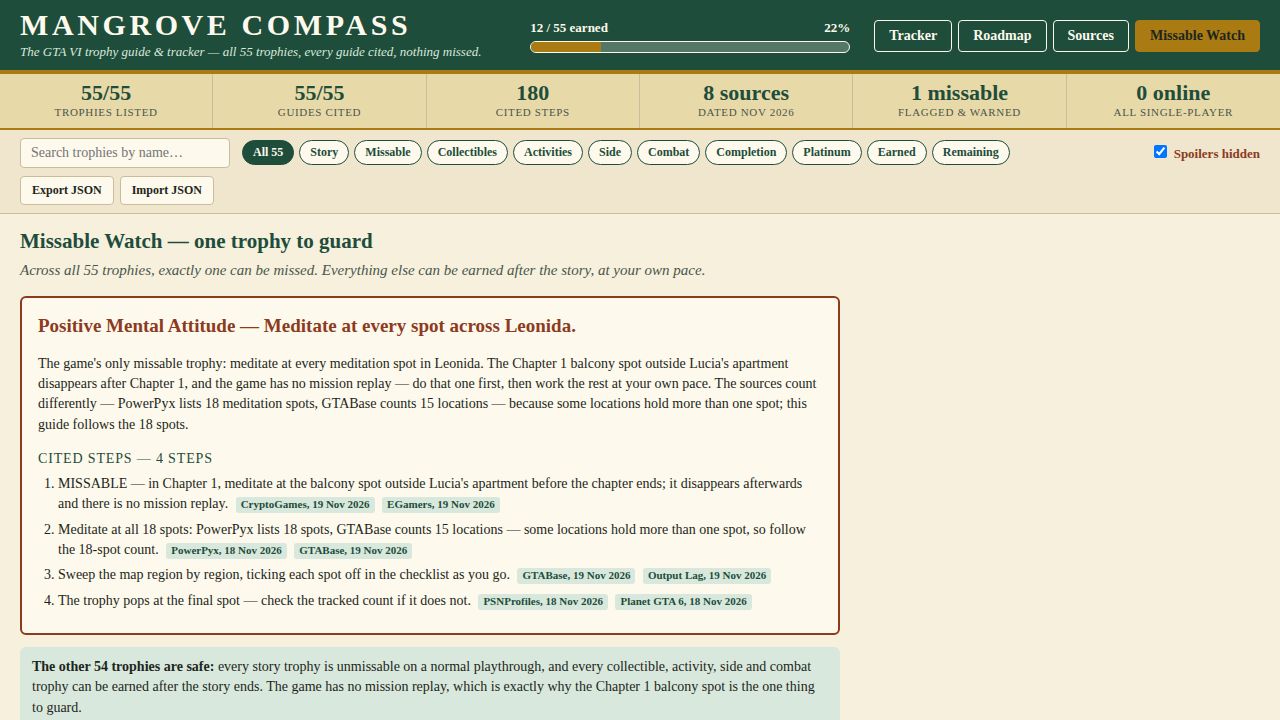 MANGROVE COMPASS
The GTA VI trophy guide & tracker — all 55 trophies, every guide cited, nothing missed.
12 / 55 earned 22%
Tracker Roadmap Sources Missable Watch
55/55 55/55 180 8 sources 1 missable 0 online
TROPHIES LISTED GUIDES CITED CITED STEPS DATED NOV 2026 FLAGGED & WARNED ALL SINGLE-PLAYER
Search trophies by name… All 55 Story Missable Collectibles Activities Side Combat Completion Platinum Earned Remaining Spoilers hidden
Export JSON Import JSON
Missable Watch — one trophy to guard
Across all 55 trophies, exactly one can be missed. Everything else can be earned after the story, at your own pace.
Positive Mental Attitude — Meditate at every spot across Leonida.
The game's only missable trophy: meditate at every meditation spot in Leonida. The Chapter 1 balcony spot outside Lucia's apartment
disappears after Chapter 1, and the game has no mission replay — do that one first, then work the rest at your own pace. The sources count
differently — PowerPyx lists 18 meditation spots, GTABase counts 15 locations — because some locations hold more than one spot; this
guide follows the 18 spots.
CITED STEPS — 4 STEPS
1. MISSABLE — in Chapter 1, meditate at the balcony spot outside Lucia's apartment before the chapter ends; it disappears afterwards
and there is no mission replay. CryptoGames, 19 Nov 2026 EGamers, 19 Nov 2026
2. Meditate at all 18 spots: PowerPyx lists 18 spots, GTABase counts 15 locations — some locations hold more than one spot, so follow
the 18-spot count. PowerPyx, 18 Nov 2026 GTABase, 19 Nov 2026
3. Sweep the map region by region, ticking each spot off in the checklist as you go. GTABase, 19 Nov 2026 Output Lag, 19 Nov 2026
4. The trophy pops at the final spot — check the tracked count if it does not. PSNProfiles, 18 Nov 2026 Planet GTA 6, 18 Nov 2026
The other 54 trophies are safe: every story trophy is unmissable on a normal playthrough, and every collectible, activity, side and combat
trophy can be earned after the story ends. The game has no mission replay, which is exactly why the Chapter 1 balcony spot is the one thing
to guard.